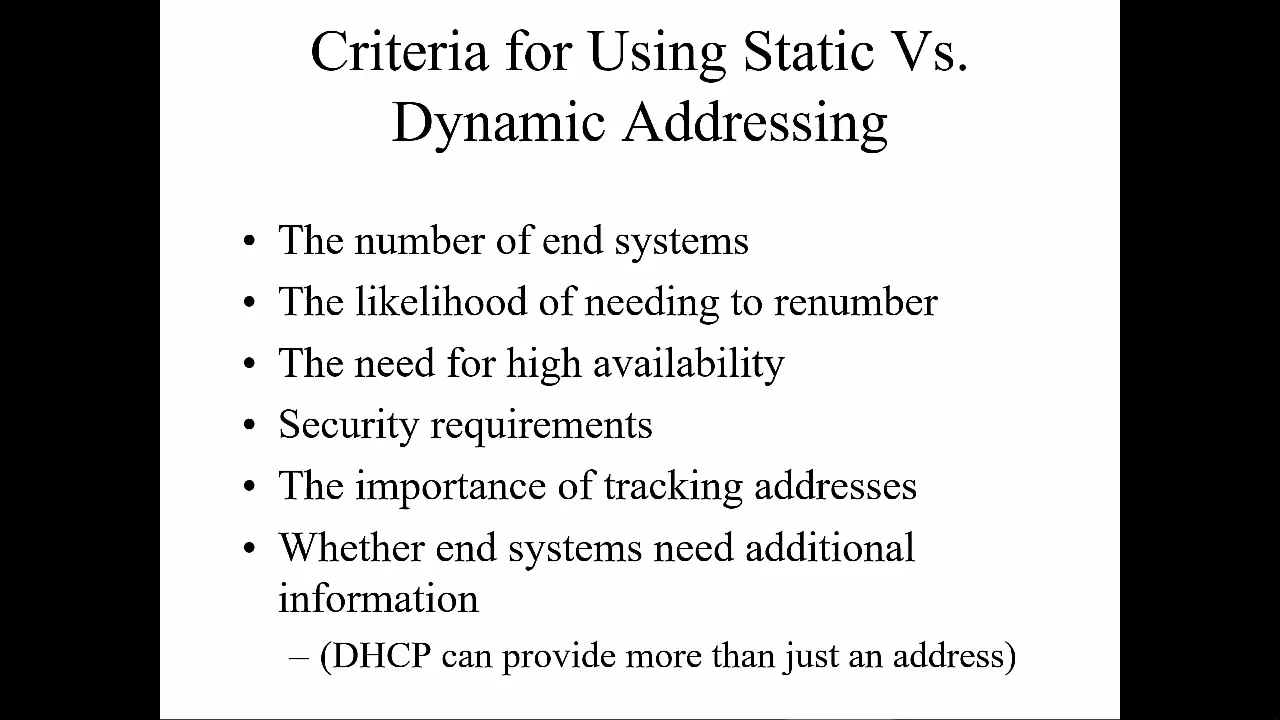 Criteria for Using Static Vs.
Dynamic Addressing
• The number of end systems
• The likelihood of needing to renumber
• The need for high availability
• Security requirements
• The importance of tracking addresses
• Whether end systems need additional
information
– (DHCP can provide more than just an address)